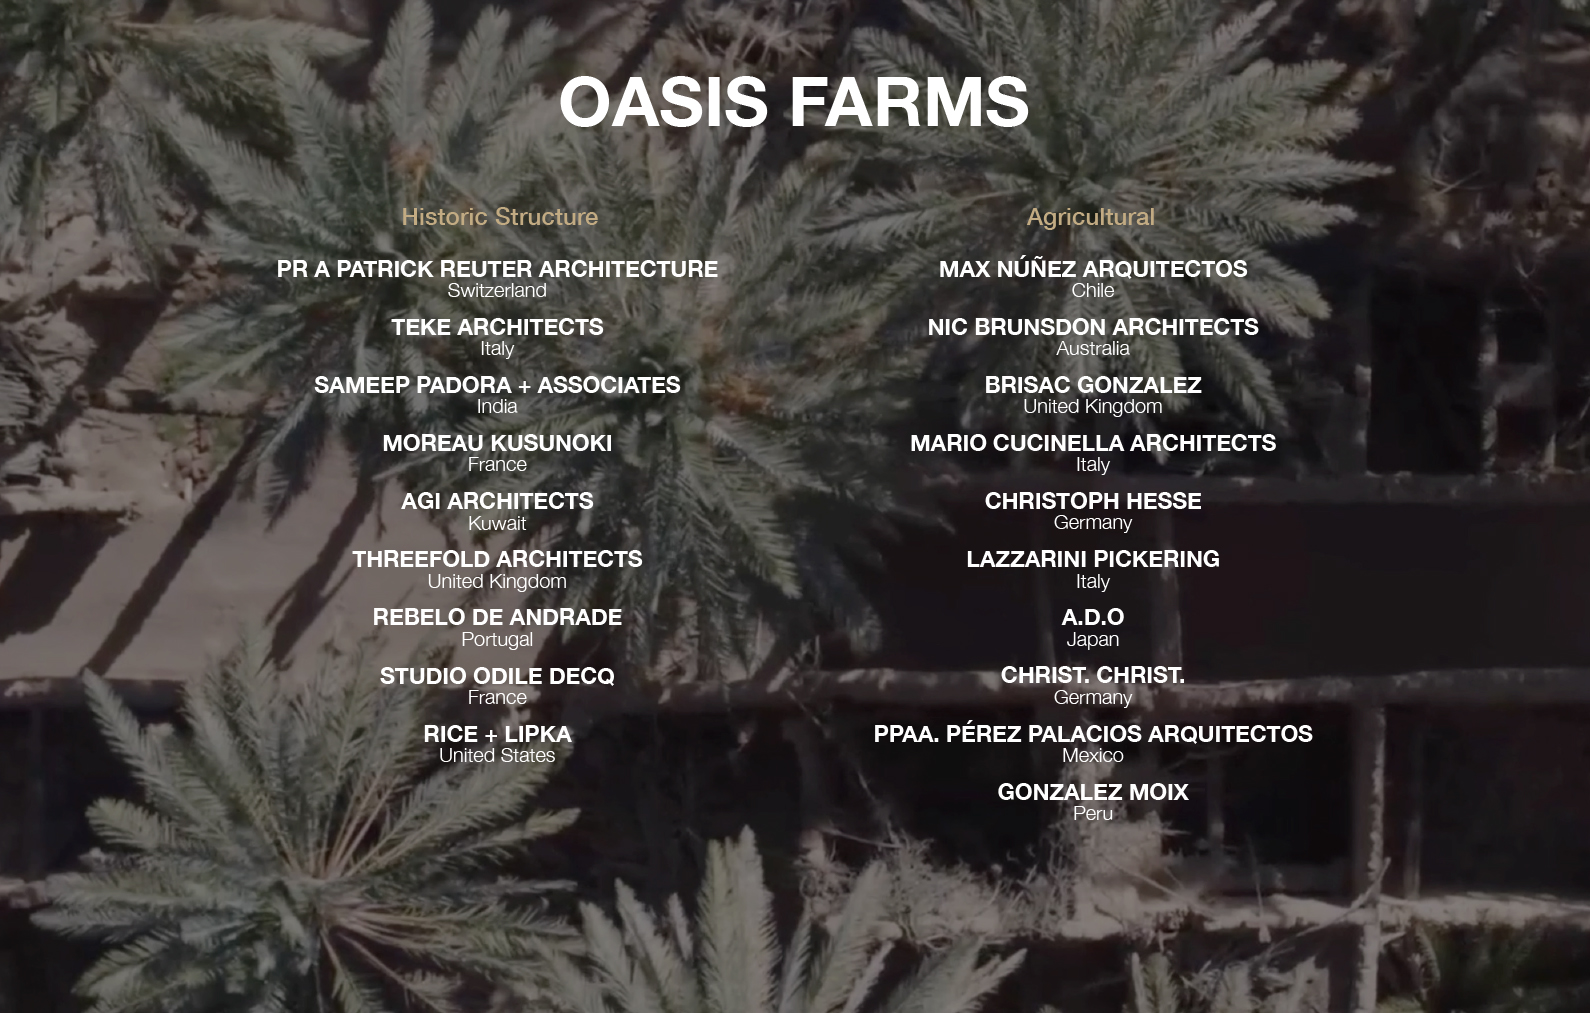 OASIS FARMS
Historic Structure
PR A PATRICK REUTER ARCHITECTURE
Switzerland
TEKE ARCHITECTS
Italy
SAMEEP PADORA + ASSOCIATES
India
MOREAU KUSUNOKI
France
AGI ARCHITECTS
Kuwait
THREEFOLD ARCHITECTS
United Kingdom
REBELO DE ANDRADE
Portugal
STUDIO ODILE DECQ
France
RICE + LIPKA
United States
Agricultural
MAX NÚÑEZ ARQUITECTOS
Chile
NIC BRUNSDON ARCHITECTS
Australia
BRISAC GONZALEZ
United Kingdom
MARIO CUCINELLA ARCHITECTS
Italy
CHRISTOPH HESSE
Germany
LAZZARINI PICKERING
Italy
A.D.O
Japan
CHRIST. CHRIST.
Germany
PPAA. PÉREZ PALACIOS ARQUITECTOS
Mexico
GONZALEZ MOIX
Peru